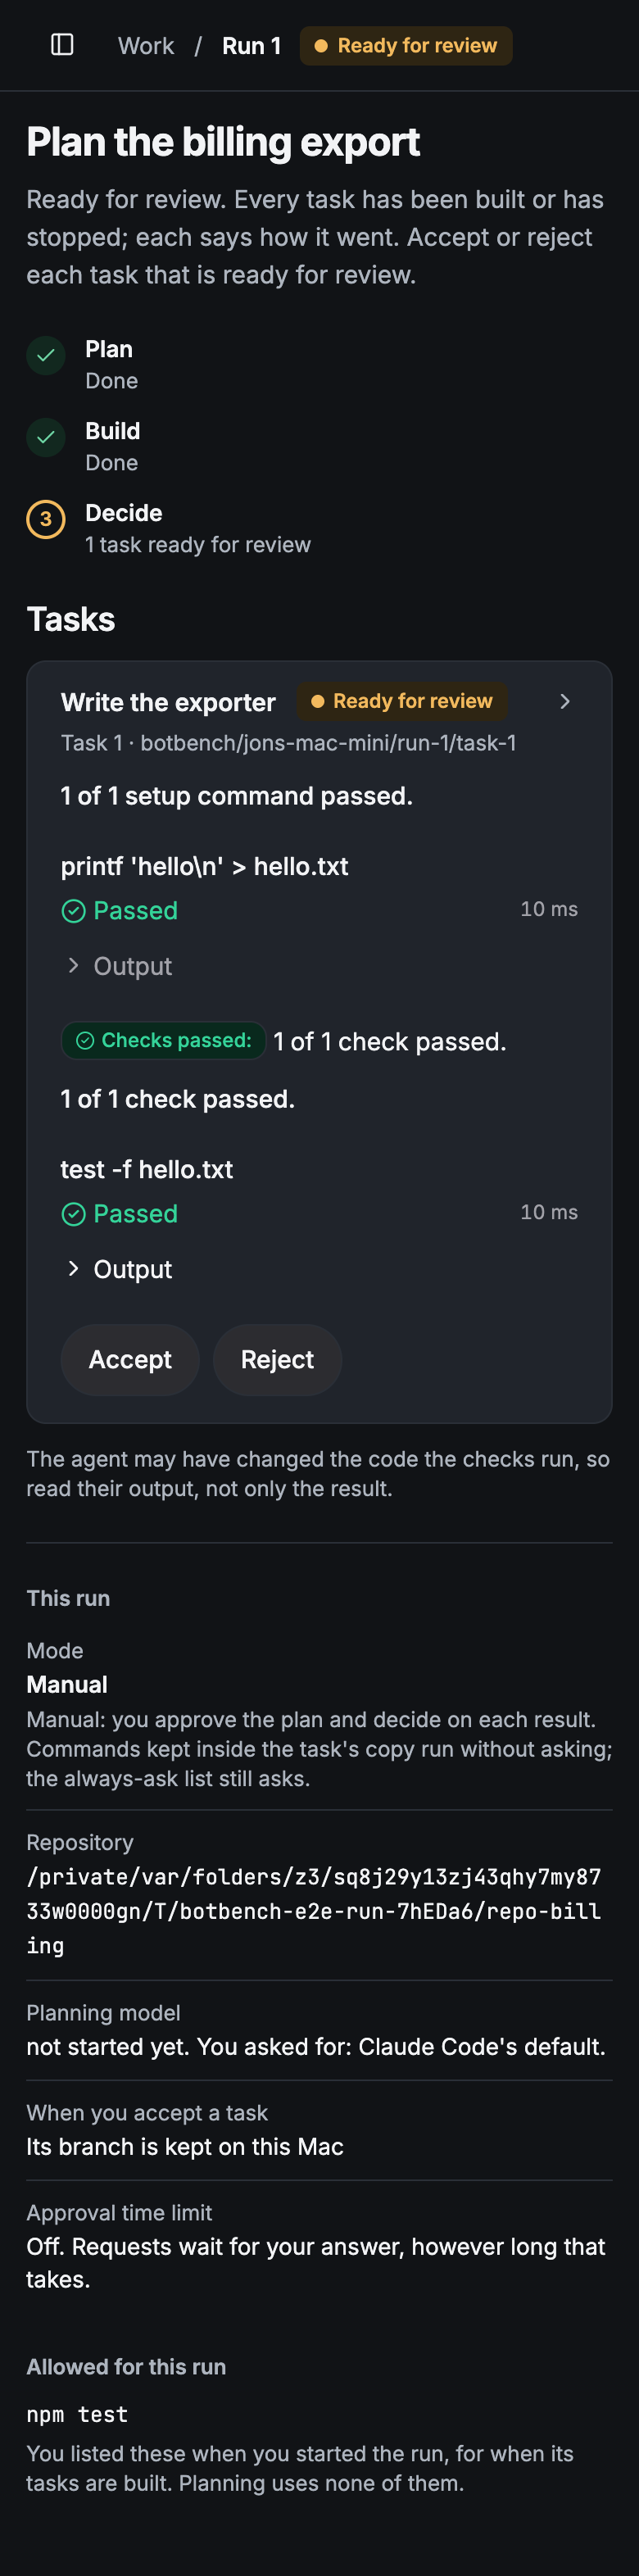 Work / Run 1 Ready for review
Plan the billing export
Ready for review. Every task has been built or has
stopped; each says how it went. Accept or reject
each task that is ready for review.
Plan
Done
Build
Done
3 Decide
1 task ready for review
Tasks
Write the exporter Ready for review
Task 1 · botbench/jons-mac-mini/run-1/task-1
1 of 1 setup command passed.
printf 'hello\n' > hello.txt
Passed 10 ms
Output
Checks passed: 1 of 1 check passed.
1 of 1 check passed.
test -f hello.txt
Passed 10 ms
Output
Accept Reject
The agent may have changed the code the checks run, so
read their output, not only the result.
This run
Mode
Manual
Manual: you approve the plan and decide on each result.
Commands kept inside the task's copy run without asking;
the always-ask list still asks.
Repository
/private/var/folders/z3/sq8j29y13zj43qhy7my87
33w0000gn/T/botbench-e2e-run-7hEDa6/repo-bill
ing
Planning model
not started yet. You asked for: Claude Code's default.
When you accept a task
Its branch is kept on this Mac
Approval time limit
Off. Requests wait for your answer, however long that
takes.
Allowed for this run
npm test
You listed these when you started the run, for when its
tasks are built. Planning uses none of them.